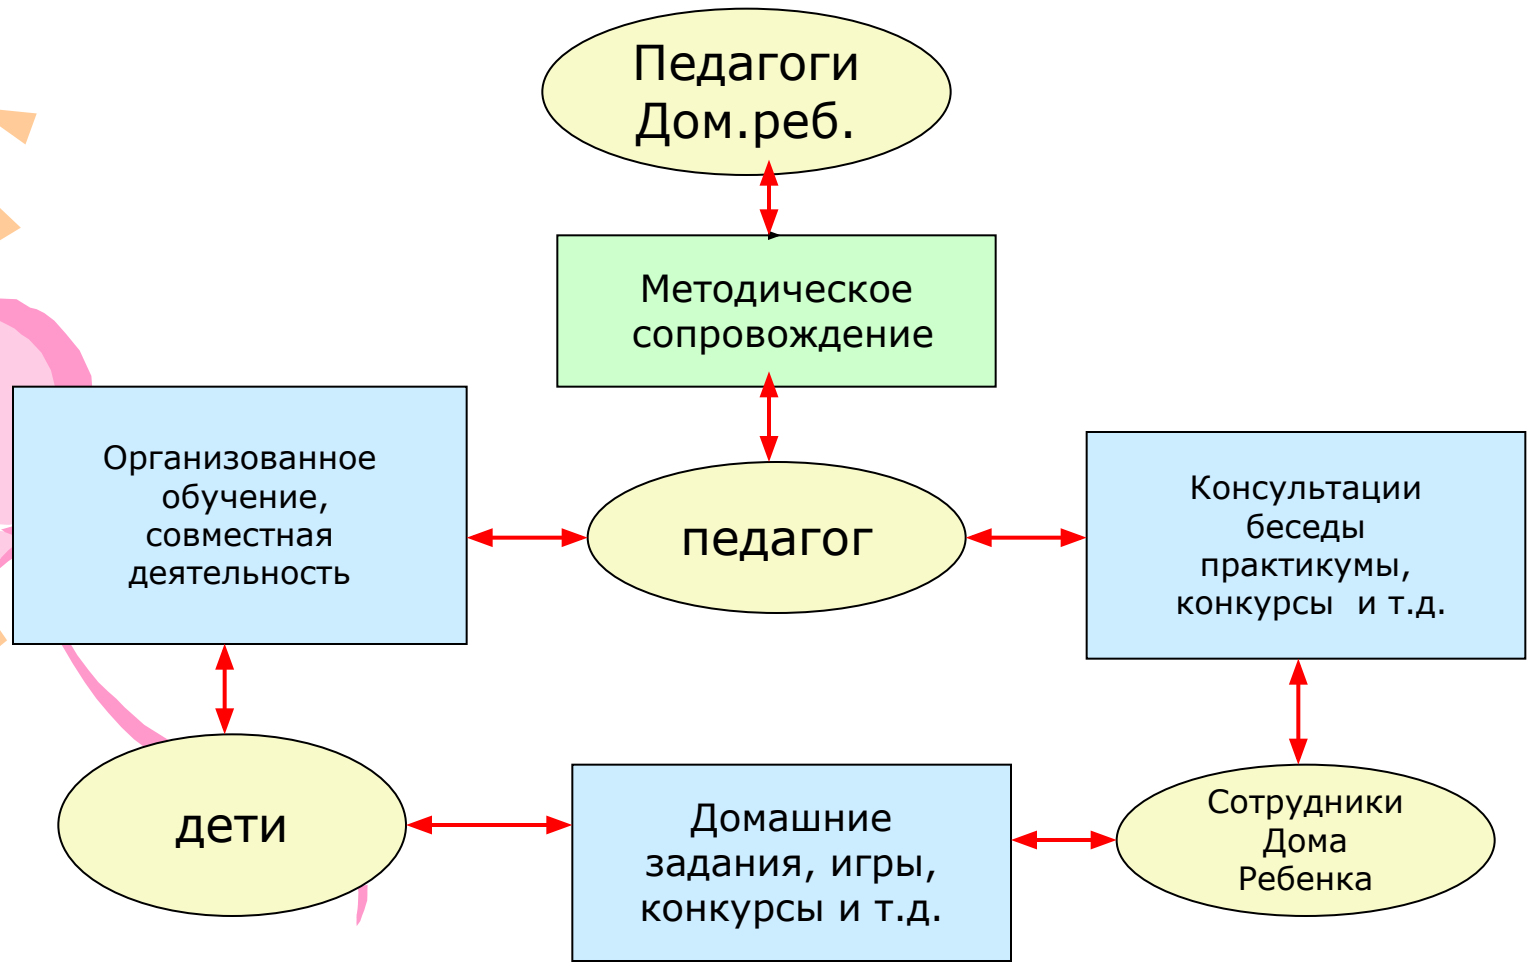 Педагоги
Дом.реб.
Методическое
сопровождение
Организованное
обучение,
совместная
деятельность
педагог
Консультации
беседы
практикумы,
конкурсы и т.д.
дети
Домашние
задания, игры,
конкурсы и т.д.
Сотрудники
Дома
Ребенка